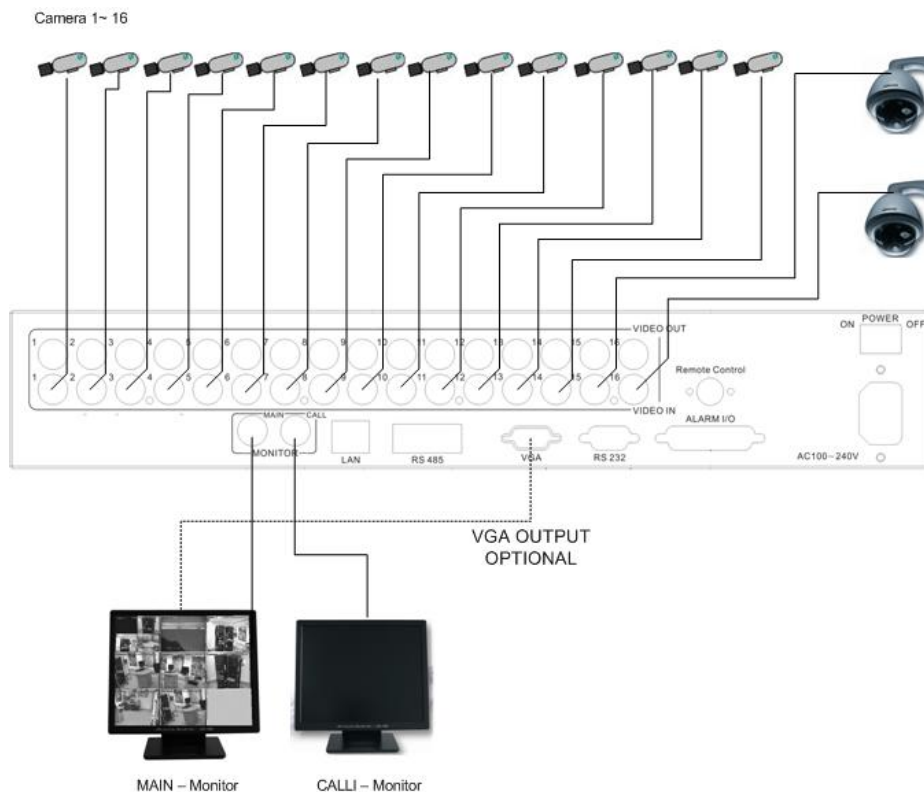 Camera 1~ 16
VIDEO OUT
ON POWER OFF
1 2 3 4 5 6 7 8 9 10 11 12 13 14 15 16
1 2 3 4 5 6 7 8 9 10 11 12 13 14 15 16
Remote Control
VIDEO IN
MAIN CALL
ALARM I/O
MONITOR
LAN
RS 485
VGA
RS 232
AC100~240V
VGA OUTPUT
OPTIONAL
MAIN – Monitor
CALLI – Monitor